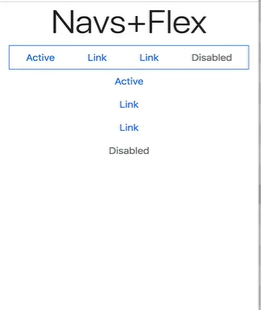 Navs+Flex
Active Link Link Disabled
Active
Link
Link
Disabled